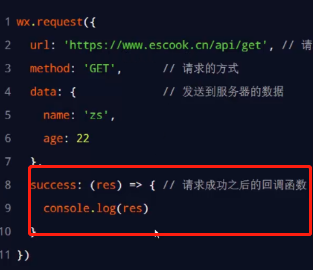 1 wx.request({
2 url: 'https://www.escook.cn/api/get', // 请
3 method: 'GET', // 请求的方式
4 data: { // 发送到服务器的数据
5 name: 'zs',
6 age: 22
7 },
8 success: (res) => { // 请求成功之后的回调函数
9 console.log(res)
10 }
11 })